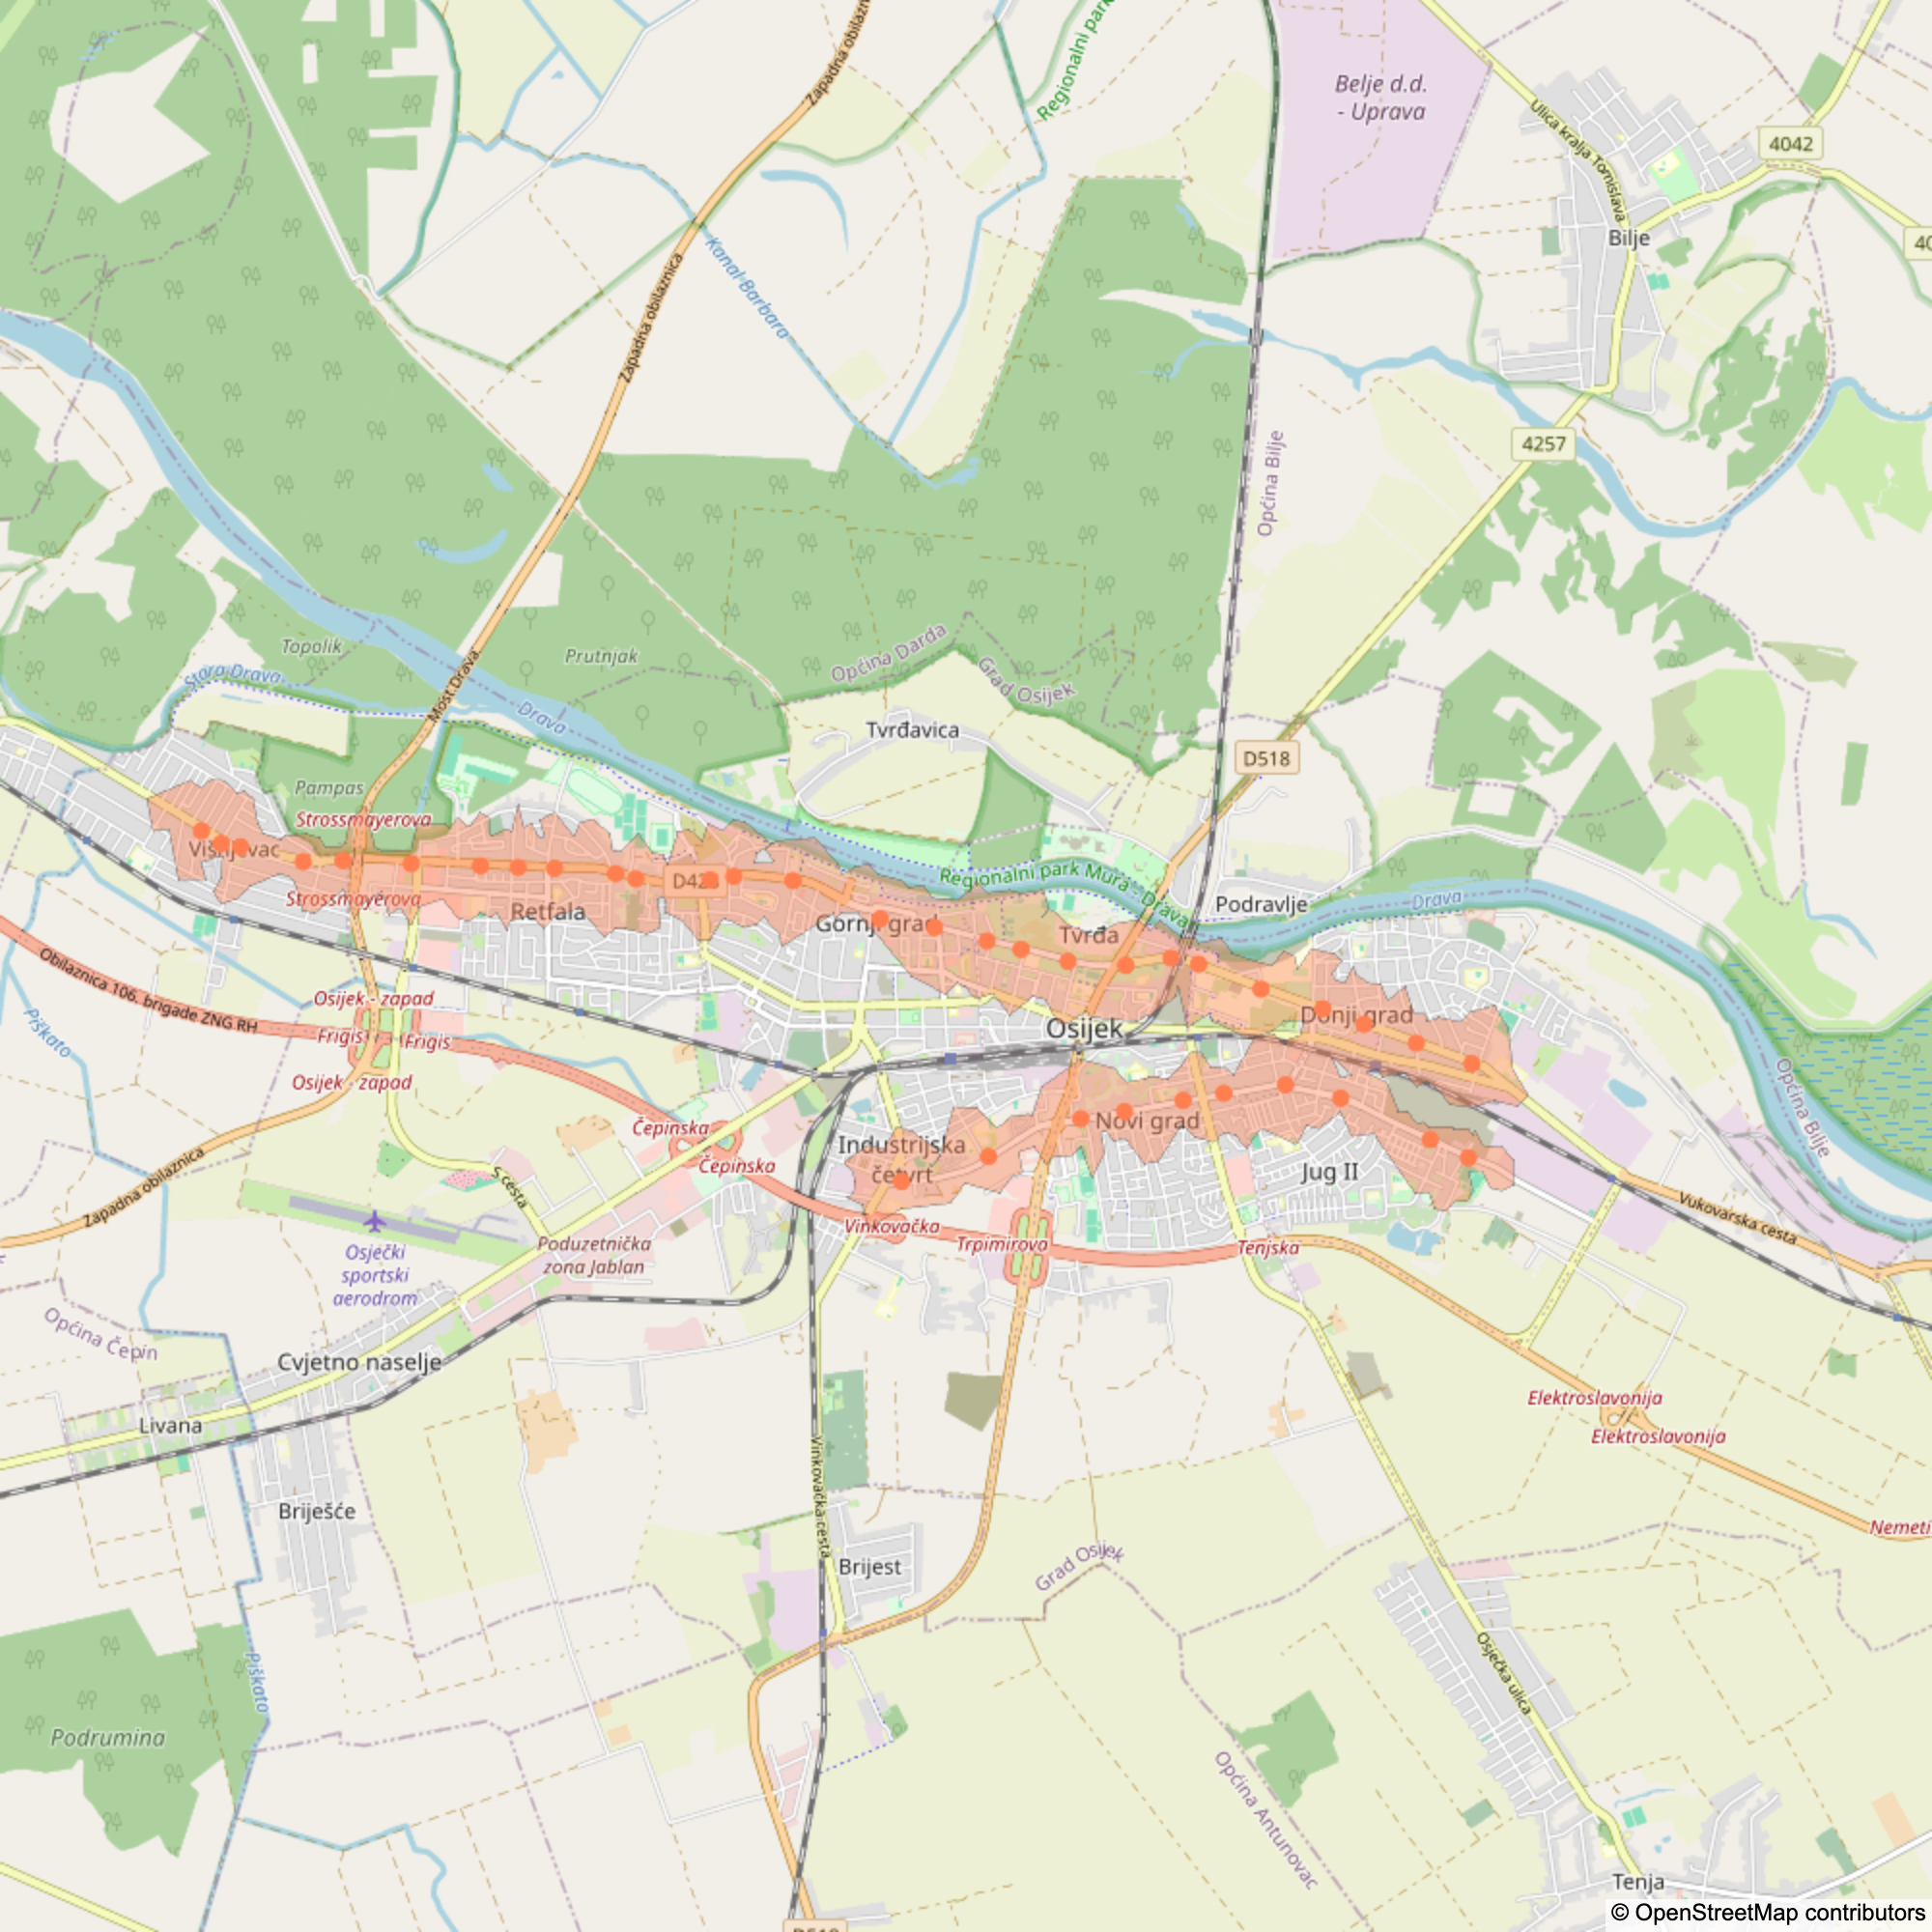 Zapadna obilazn
Regionalni park
Belje d.d.
- Uprava
Ulica kralja Tomislava
4042
Bilje
Kanal Barbara
Zapadna obilaznica
4257
Općina Bilje
Topolik
Prutnjak
Općina Darda
Grad Osijek
Stara Drava
Most Drava
Drava
Tvrđavica
D518
Pampas
Strossmayerova
Višnjevac
Strossmayerova
Retfala
Gornji grad
Regionalni park Mura - Drava
Podravlje
Drava
Tvrđa
Obilaznica 106. brigade ZNG RH
Osijek - zapad
Frigis
Frigis
Osijek - zapad
Piškato
Osijek
Donji grad
Općina Bilje
Čepinska
Čepinska
Industrijska
četvrt
Novi grad
Jug II
Zapadna obilaznica
S cesta
Vinkovačka
Trpimirova
Tenjska
Vukovarska cesta
Osječki
sportski
aerodrom
Poduzetnička
zona Jablan
Općina Čepin
Cvjetno naselje
Livana
Elektroslavonija
Elektroslavonija
Vinkovačka cesta
Briješće
Nemeti
Brijest
Grad Osijek
Osječka ulica
Piškato
Podrumina
Općina Antunovac
Tenja
© OpenStreetMap contributors